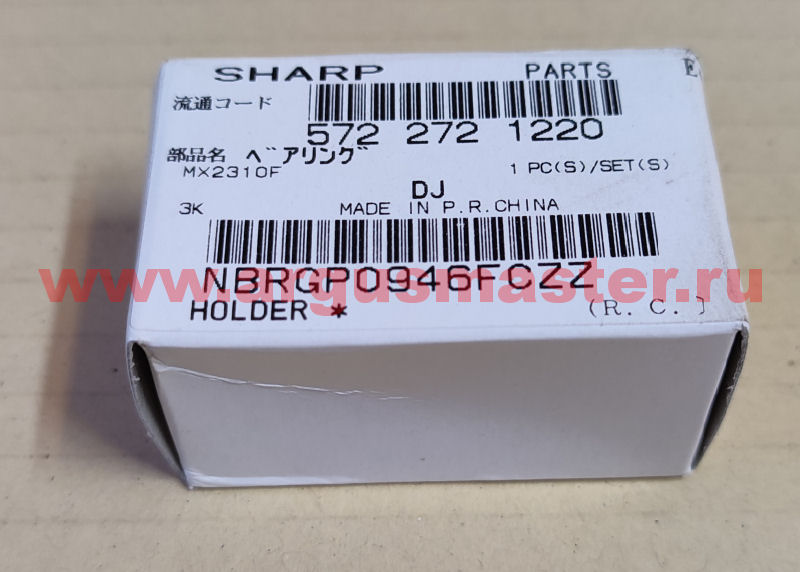 SHARP PARTS E
流通コード
572 272 1220
部品名 ベアリング
MX2310F 1 PC(S)/SET(S)
DJ
3K MADE IN P.R.CHINA
www.argusmaster.ru
NBRGP0946FCZZ
HOLDER * (R.C.)